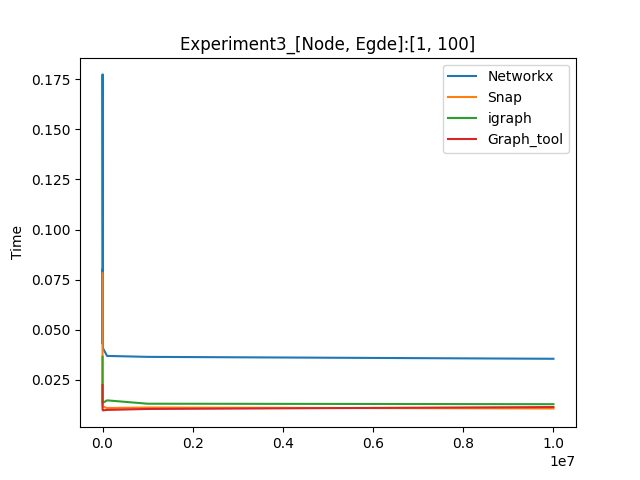 Experiment3_[Node, Egde]:[1, 100]
Networkx
Snap
igraph
Graph_tool
Time
0.175
0.150
0.125
0.100
0.075
0.050
0.025
0.0 0.2 0.4 0.6 0.8 1.0
1e7